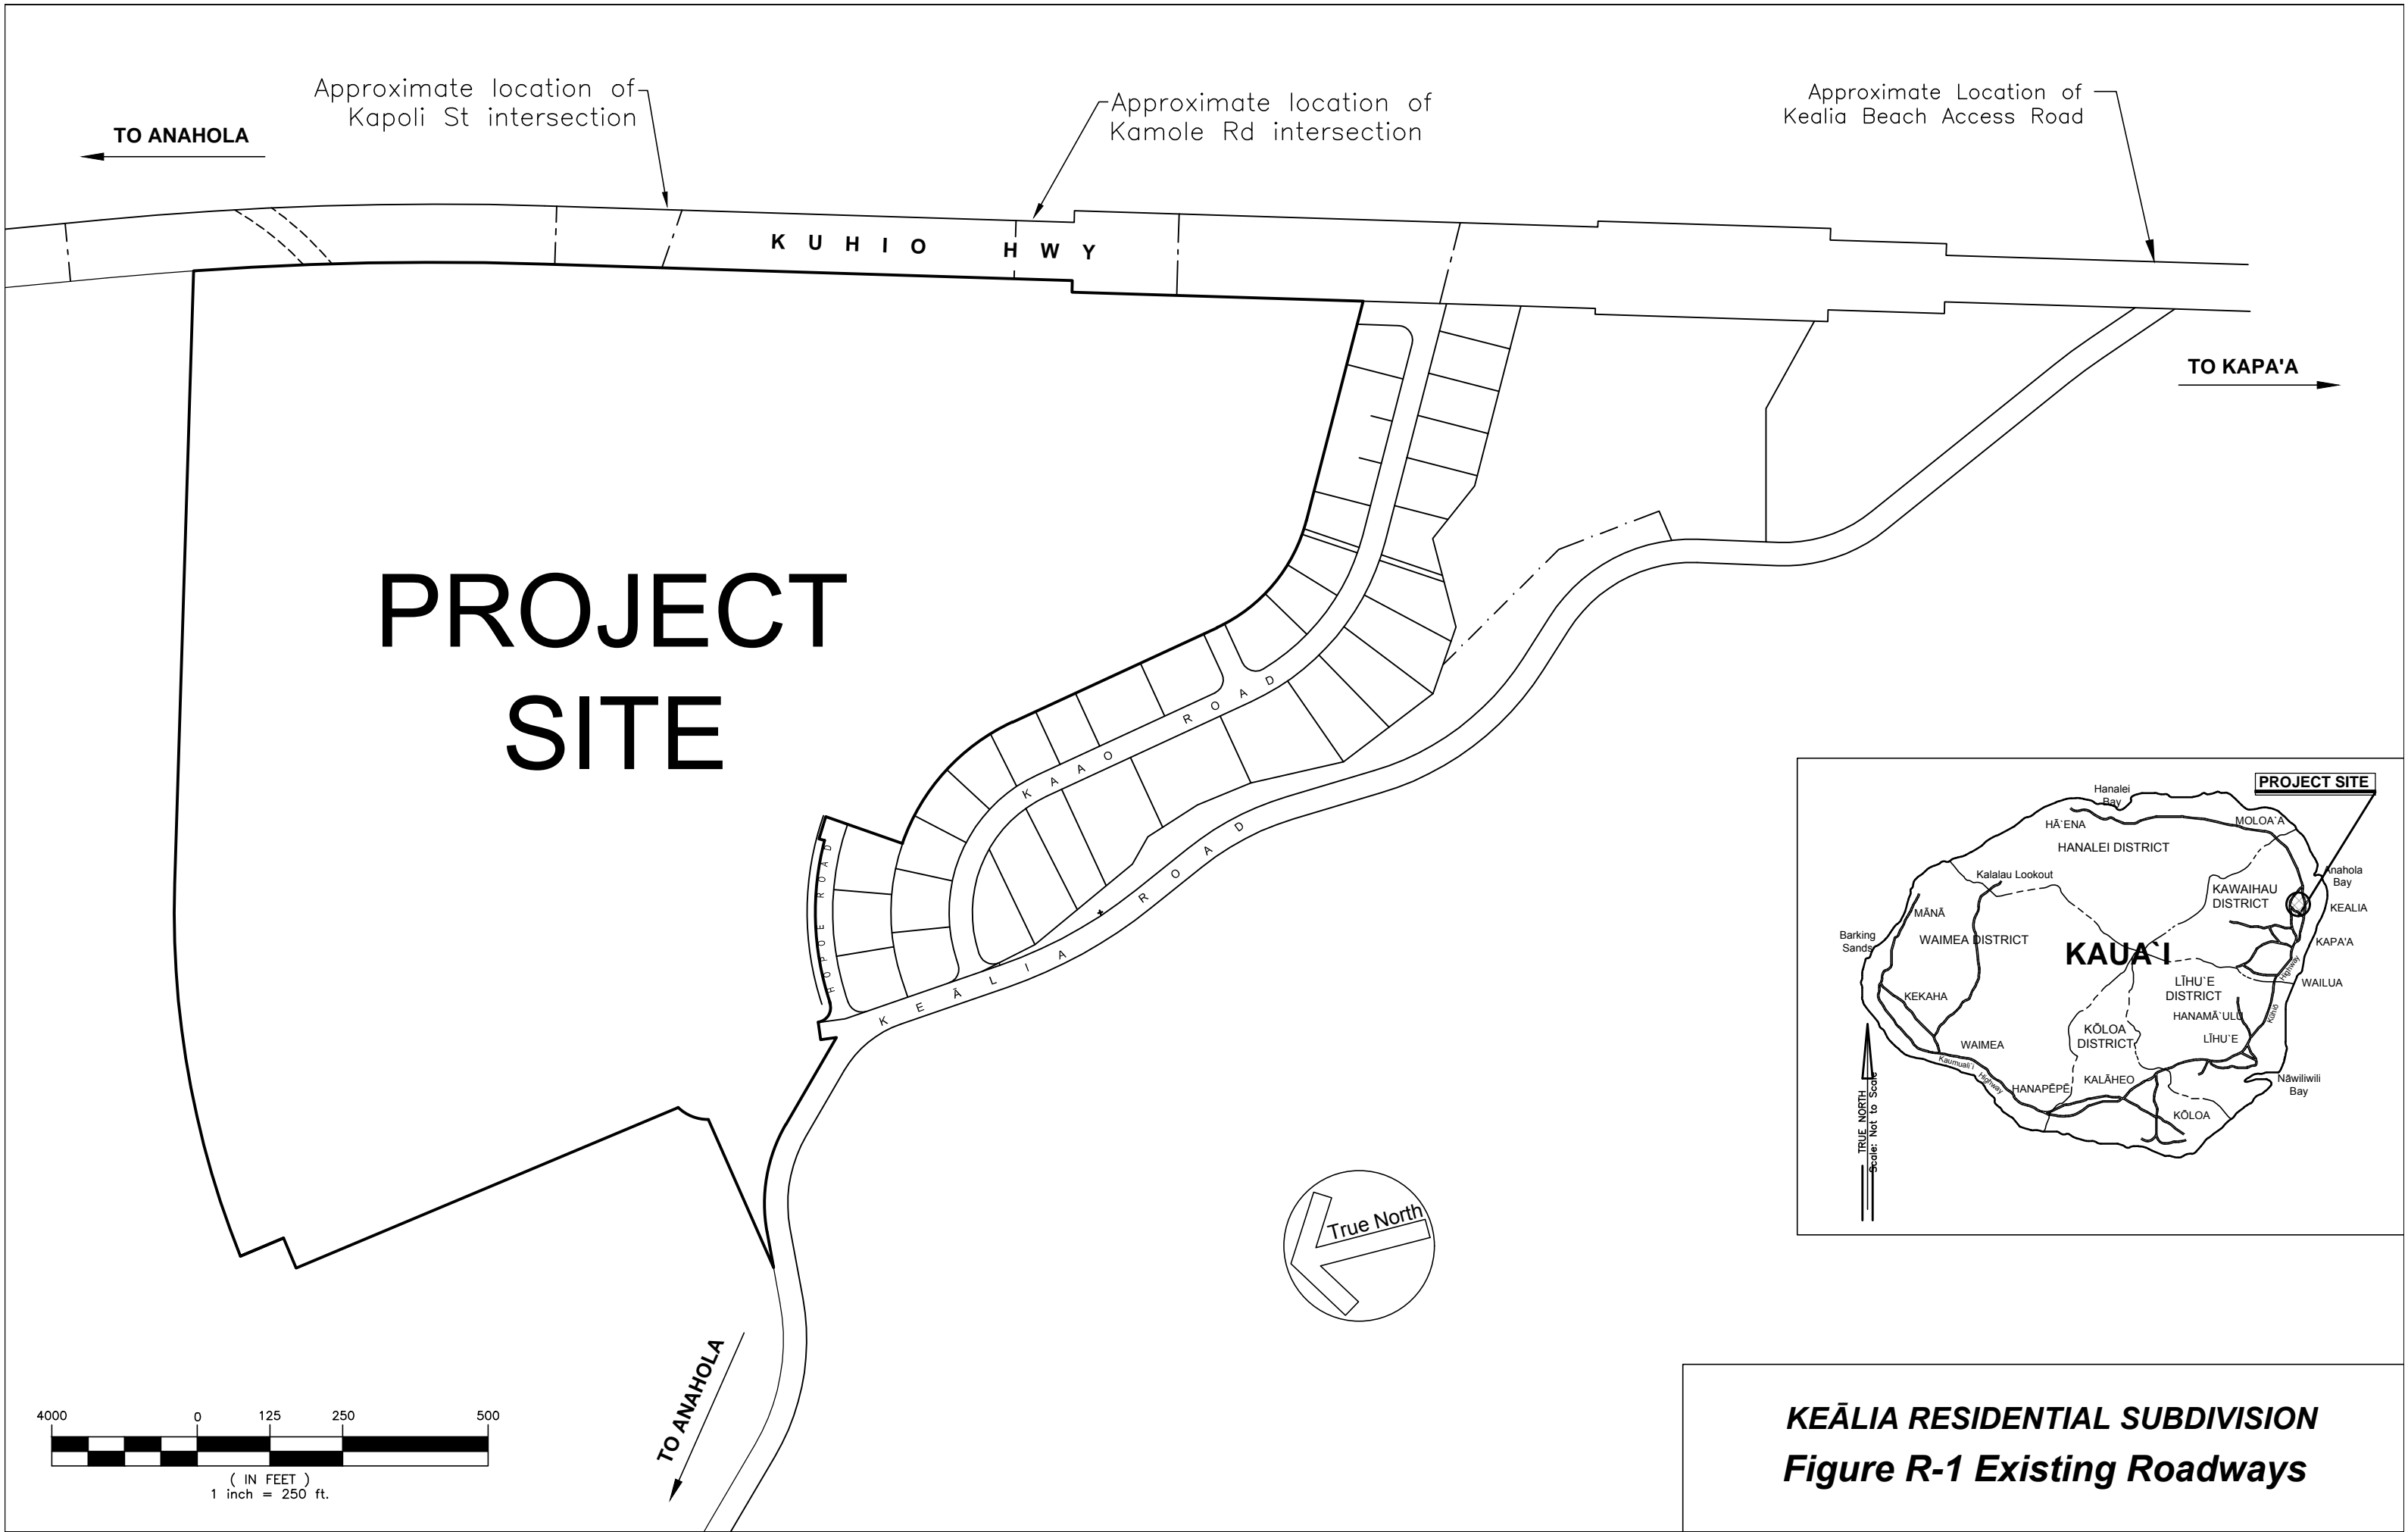 Approximate location of
Kapoli St intersection
Approximate location of
Kamole Rd intersection
Approximate Location of
Kealia Beach Access Road
TO ANAHOLA
KUHIO HWY
TO KAPA'A
PROJECT
SITE
KAAO ROAD
HOPOE ROAD
KEĀLIA ROAD
True North
TO ANAHOLA
4000 0 125 250 500
( IN FEET )
1 inch = 250 ft.
PROJECT SITE
Hanalei
Bay
HĀ`ENA
MOLOA`A
HANALEI DISTRICT
Kalalau Lookout
Anahola
Bay
KAWAIHAU
DISTRICT
KEALIA
MĀNĀ
Barking
Sands
WAIMEA DISTRICT
KAUA`I
KAPA'A
Highway
WAILUA
LĪHU`E
DISTRICT
KEKAHA
HANAMĀ`ULU
Kūhiō
KŌLOA
DISTRICT
LĪHU`E
WAIMEA
Kaumuali'i
Highway
HANAPĒPĒ
KALĀHEO
Nāwiliwili
Bay
KŌLOA
TRUE NORTH
Scale: Not to Scale
KEĀLIA RESIDENTIAL SUBDIVISION
Figure R-1 Existing Roadways